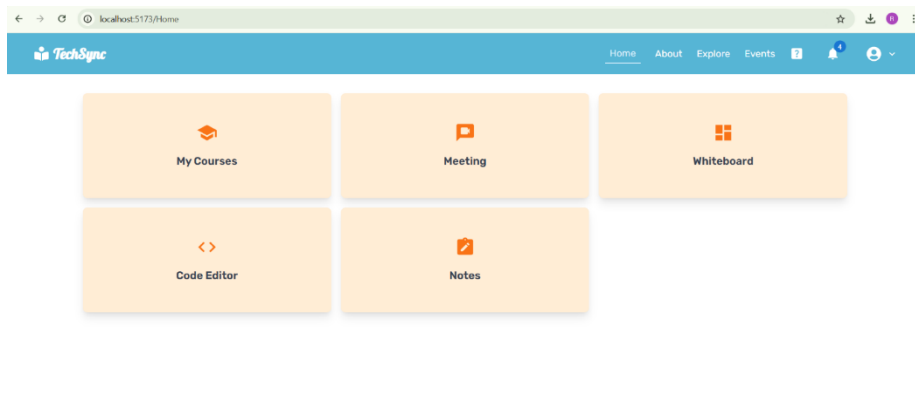 localhost:5173/Home
R
TechSync
Home About Explore Events ? 4
My Courses Meeting Whiteboard
Code Editor Notes